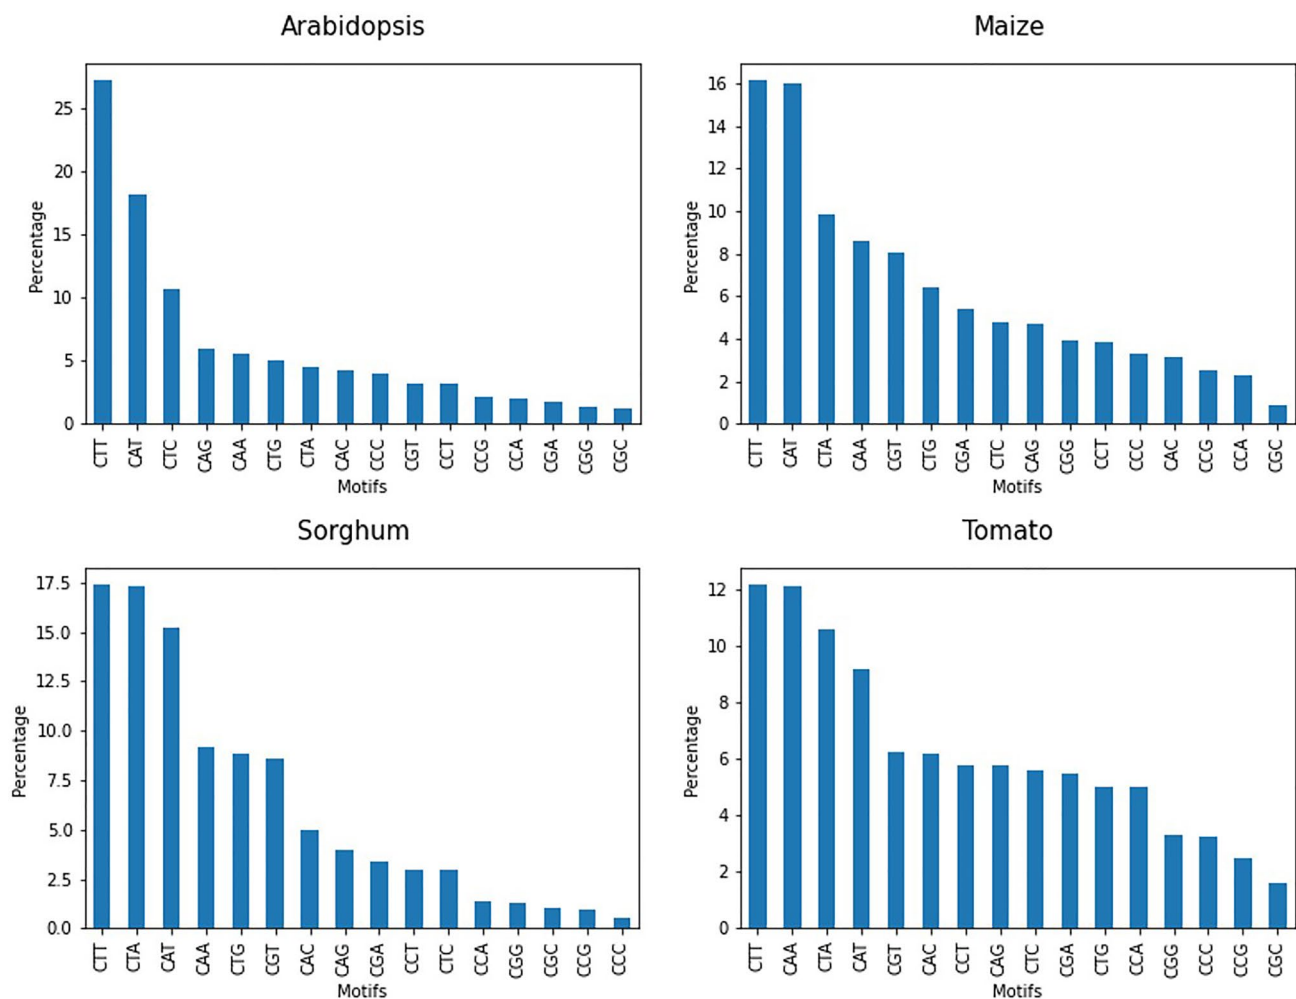 Arabidopsis
Percentage
25
20
15
10
5
0
CTT CAT CTC CAG CAA CTG CTA CAC CCC CGT CCT CCG CCA CGA CGG CGC
Motifs
Maize
Percentage
16
14
12
10
8
6
4
2
0
CTT CAT CTA CAA CGT CTG CGA CTC CAG CGG CCT CCC CAC CCG CCA CGC
Motifs
Sorghum
Percentage
17.5
15.0
12.5
10.0
7.5
5.0
2.5
0.0
CTT CTA CAT CAA CTG CGT CAC CAG CGA CCT CTC CCA CGG CGC CCG CCC
Motifs
Tomato
Percentage
12
10
8
6
4
2
0
CTT CAA CTA CAT CGT CAC CCT CAG CTC CGA CTG CCA CGG CCC CCG CGC
Motifs